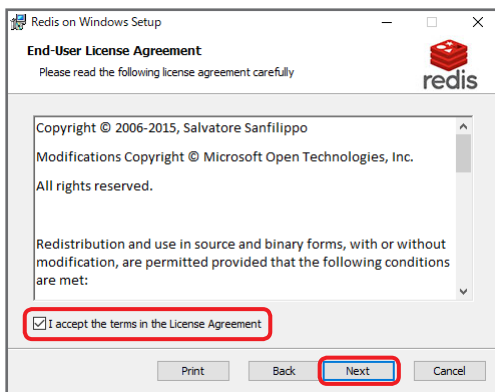 Redis on Windows Setup
End-User License Agreement
Please read the following license agreement carefully
redis
Copyright © 2006-2015, Salvatore Sanfilippo
Modifications Copyright © Microsoft Open Technologies, Inc.
All rights reserved.
Redistribution and use in source and binary forms, with or without
modification, are permitted provided that the following conditions
are met:
I accept the terms in the License Agreement
Print
Back
Next
Cancel